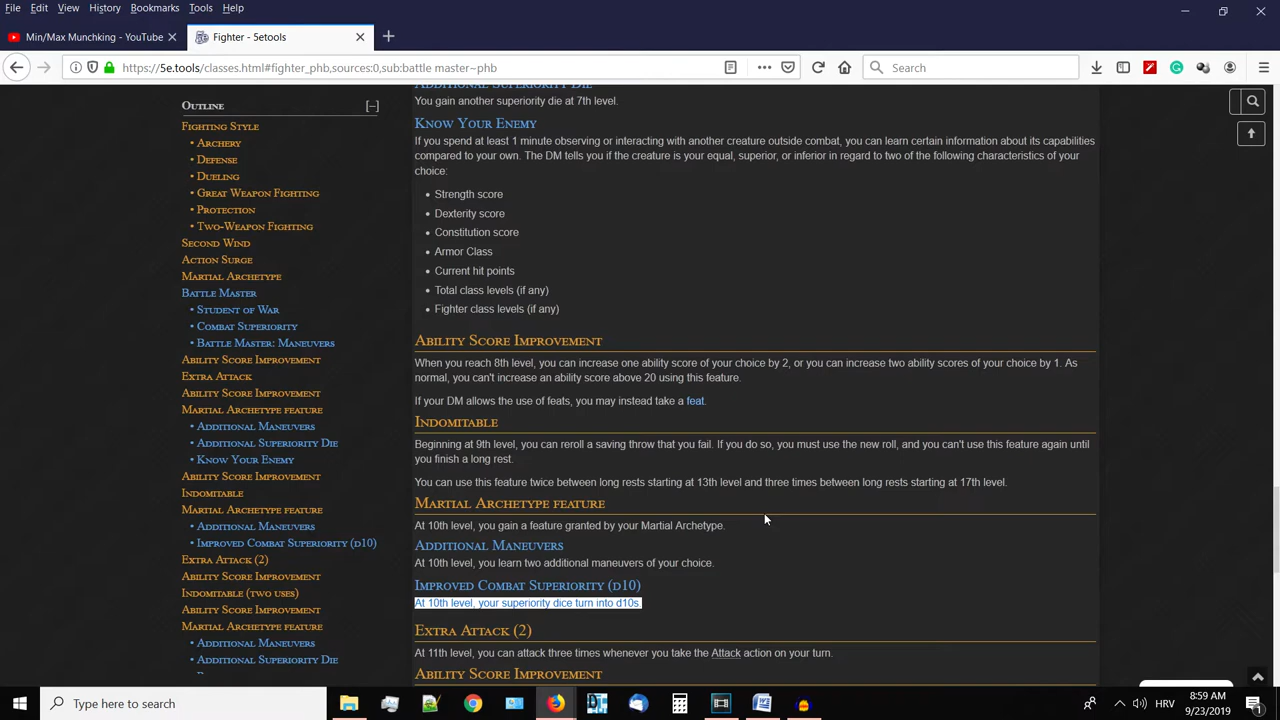 File Edit View History Bookmarks Tools Help
Min/Max Munchking - YouTube
Fighter - 5etools
https://5e.tools/classes.html#fighter_phb,sources:0,sub:battle master~phb
Search
Outline [–]
Fighting Style
• Archery
• Defense
• Dueling
• Great Weapon Fighting
• Protection
• Two-Weapon Fighting
Second Wind
Action Surge
Martial Archetype
Battle Master
• Student of War
• Combat Superiority
• Battle Master: Maneuvers
Ability Score Improvement
Extra Attack
Ability Score Improvement
Martial Archetype feature
• Additional Maneuvers
• Additional Superiority Die
• Know Your Enemy
Ability Score Improvement
Indomitable
Martial Archetype feature
• Additional Maneuvers
• Improved Combat Superiority (d10)
Extra Attack (2)
Ability Score Improvement
Indomitable (two uses)
Ability Score Improvement
Martial Archetype feature
• Additional Maneuvers
• Additional Superiority Die
Additional Superiority Die
You gain another superiority die at 7th level.
Know Your Enemy
If you spend at least 1 minute observing or interacting with another creature outside combat, you can learn certain information about its capabilities
compared to your own. The DM tells you if the creature is your equal, superior, or inferior in regard to two of the following characteristics of your
choice:
• Strength score
• Dexterity score
• Constitution score
• Armor Class
• Current hit points
• Total class levels (if any)
• Fighter class levels (if any)
Ability Score Improvement
When you reach 8th level, you can increase one ability score of your choice by 2, or you can increase two ability scores of your choice by 1. As
normal, you can't increase an ability score above 20 using this feature.
If your DM allows the use of feats, you may instead take a feat.
Indomitable
Beginning at 9th level, you can reroll a saving throw that you fail. If you do so, you must use the new roll, and you can't use this feature again until
you finish a long rest.
You can use this feature twice between long rests starting at 13th level and three times between long rests starting at 17th level.
Martial Archetype feature
At 10th level, you gain a feature granted by your Martial Archetype.
Additional Maneuvers
At 10th level, you learn two additional maneuvers of your choice.
Improved Combat Superiority (d10)
At 10th level, your superiority dice turn into d10s.
Extra Attack (2)
At 11th level, you can attack three times whenever you take the Attack action on your turn.
Ability Score Improvement
Type here to search
HRV
8:59 AM
9/23/2019